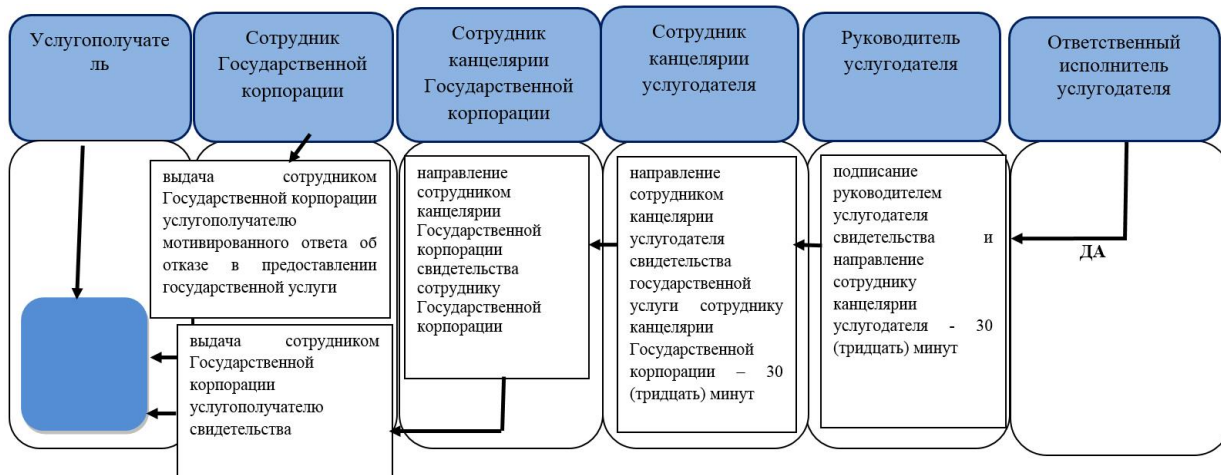 Услугополучате
ль
Сотрудник
Государственной
корпорации
Сотрудник
канцелярии
Государственной
корпорации
Сотрудник
канцелярии
услугодателя
Руководитель
услугодателя
Ответственный
исполнитель
услугодателя
выдача сотрудником
Государственной корпорации
услугополучателю
мотивированного ответа об
отказе в предоставлении
государственной услуги
выдача сотрудником
Государственной
корпорации
услугополучателю
свидетельства
направление
сотрудником
канцелярии
Государственной
корпорации
свидетельства
сотруднику
Государственной
корпорации
направление
сотрудником
канцелярии
услугодателя
свидетельства
государственной
услуги сотруднику
канцелярии
Государственной
корпорации – 30
(тридцать) минут
подписание
руководителем
услугодателя
свидетельства и
направление
сотруднику
канцелярии
услугодателя - 30
(тридцать) минут
ДА